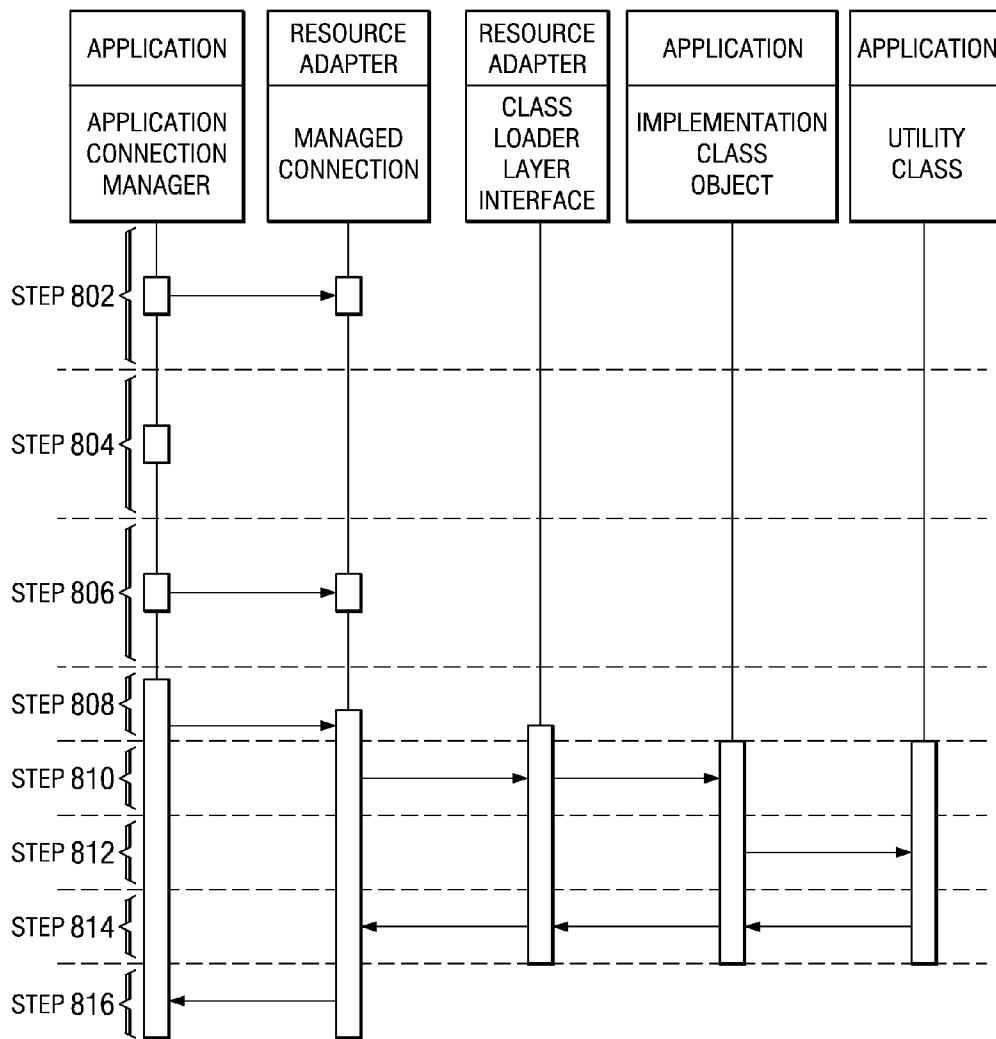 APPLICATION
APPLICATION
CONNECTION
MANAGER
RESOURCE
ADAPTER
MANAGED
CONNECTION
RESOURCE
ADAPTER
CLASS
LOADER
LAYER
INTERFACE
APPLICATION
IMPLEMENTATION
CLASS
OBJECT
APPLICATION
UTILITY
CLASS
STEP 802
STEP 804
STEP 806
STEP 808
STEP 810
STEP 812
STEP 814
STEP 816